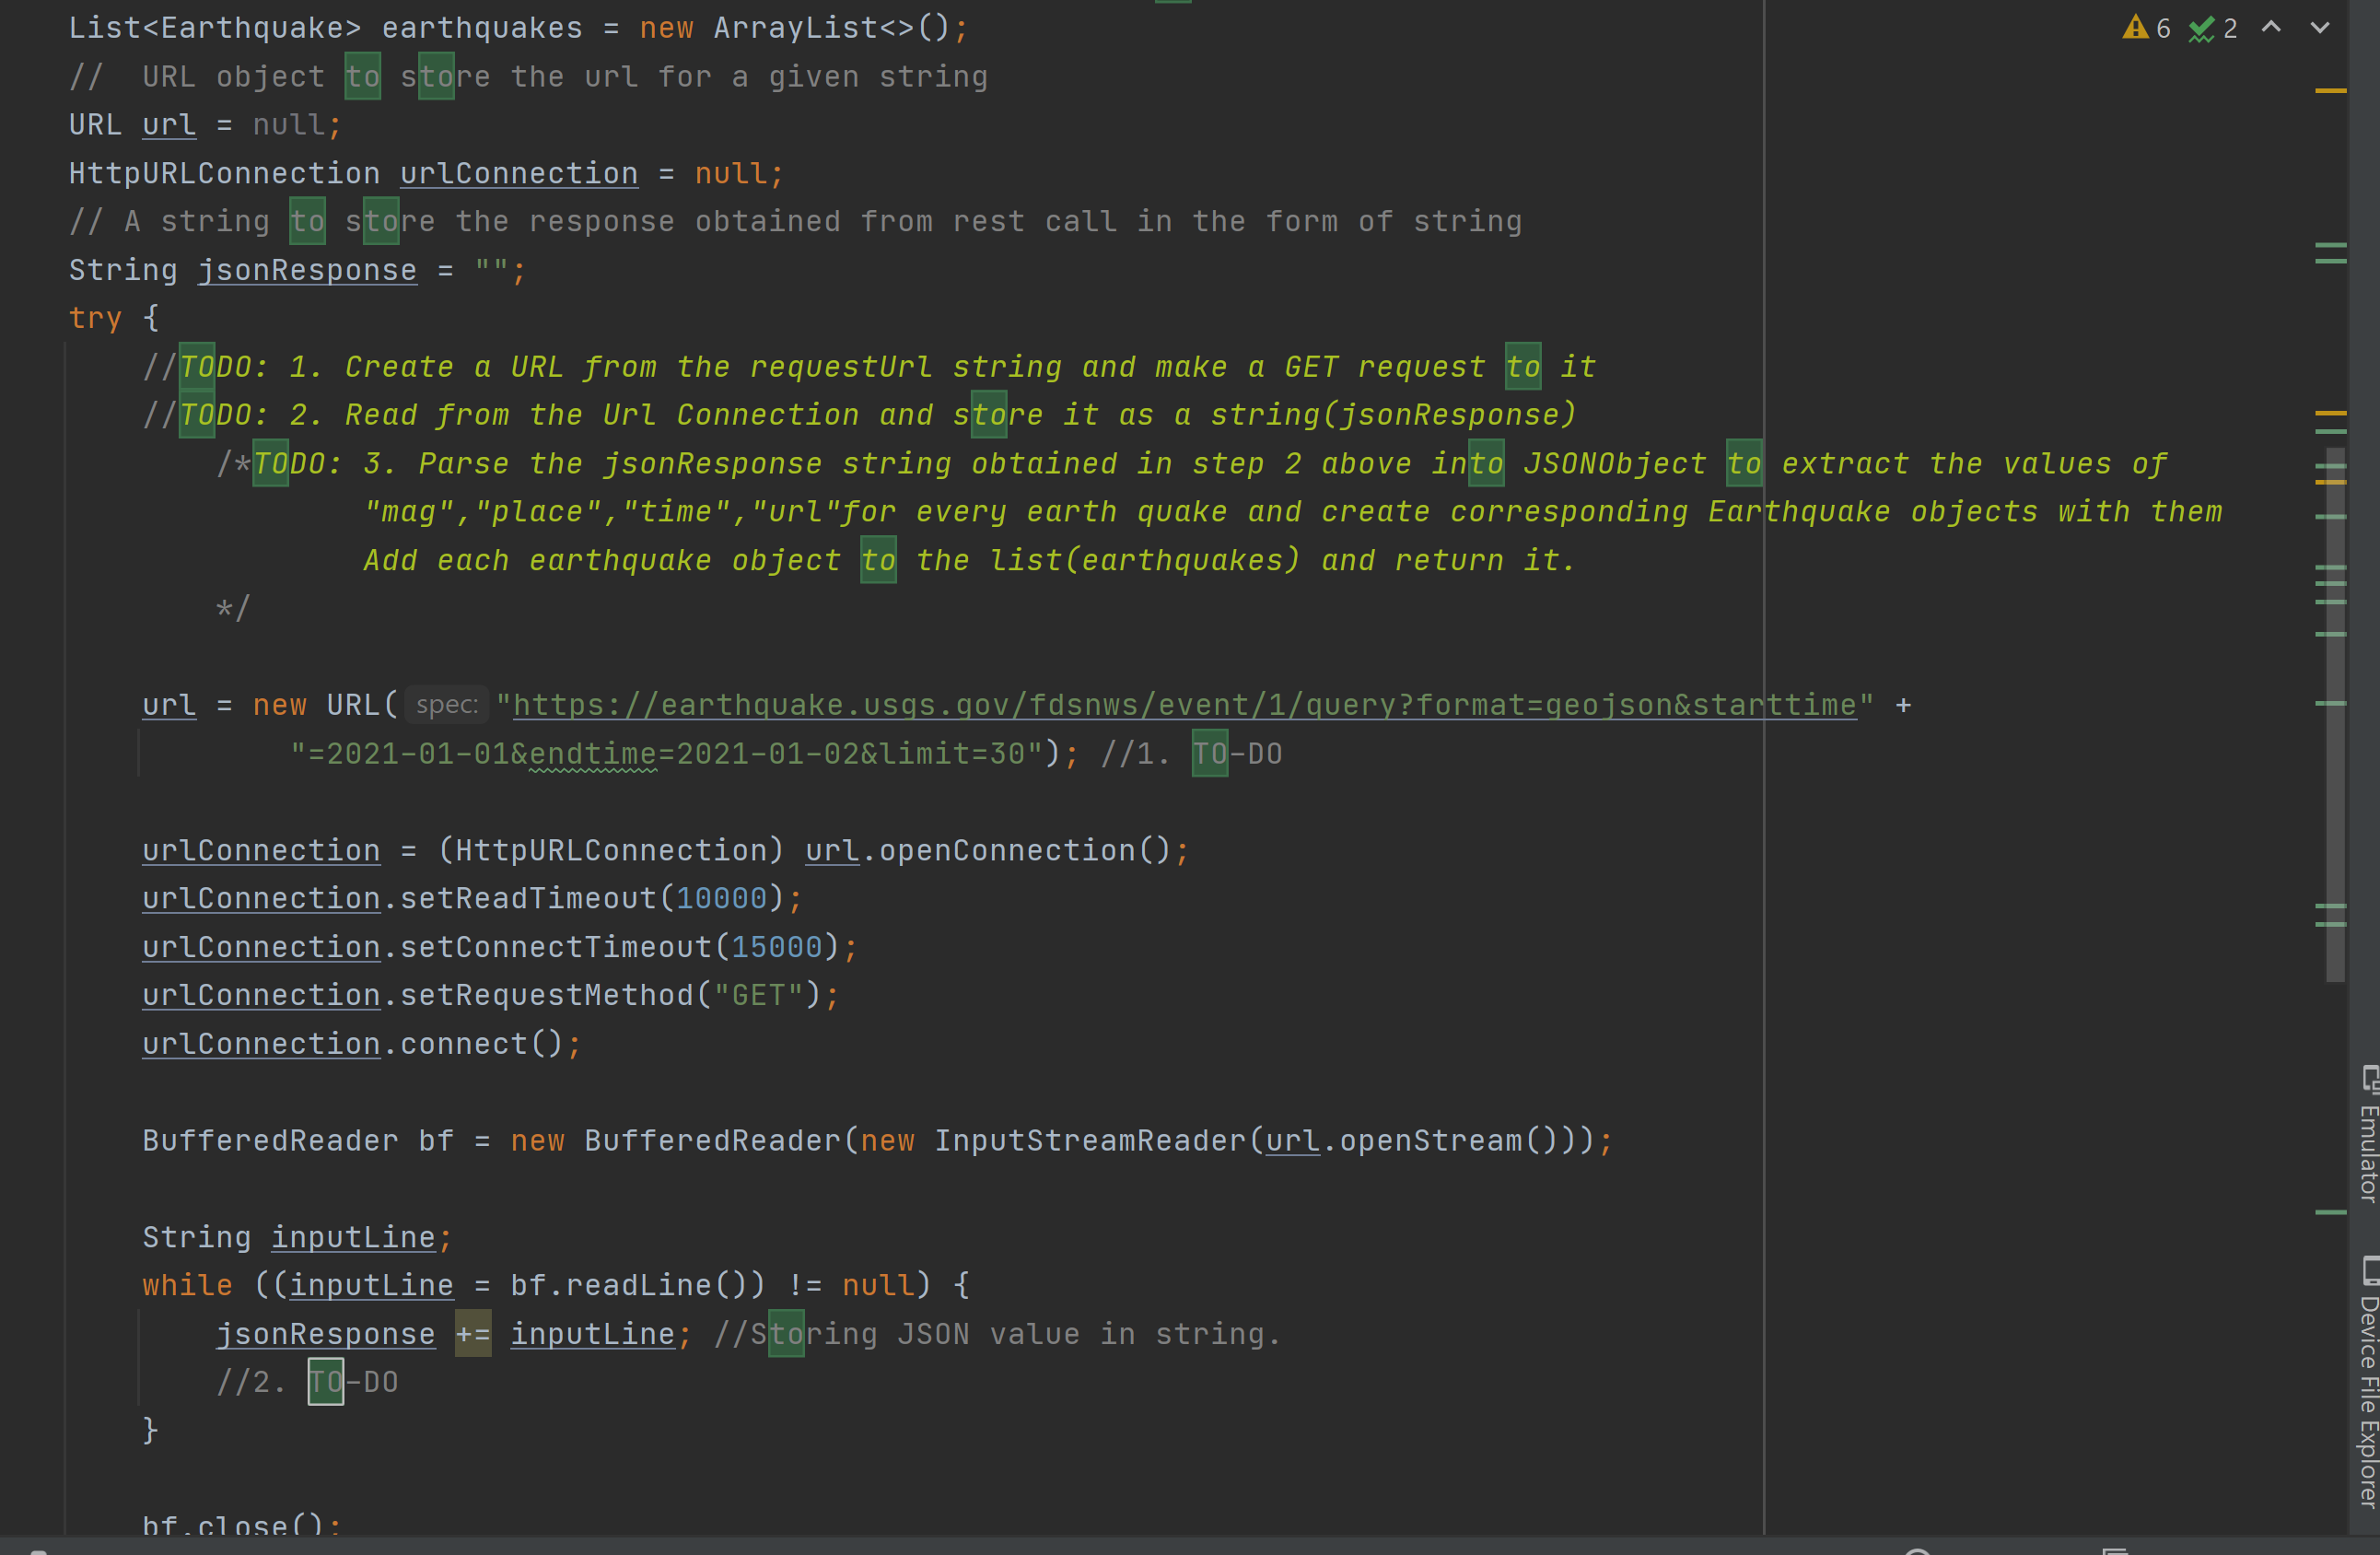 List<Earthquake> earthquakes = new ArrayList<>();
6 2
//  URL object to store the url for a given string
URL url = null;
HttpURLConnection urlConnection = null;
// A string to store the response obtained from rest call in the form of string
String jsonResponse = "";
try {
//TODO: 1. Create a URL from the requestUrl string and make a GET request to it
//TODO: 2. Read from the Url Connection and store it as a string(jsonResponse)
/*TODO: 3. Parse the jsonResponse string obtained in step 2 above into JSONObject to extract the values of
"mag","place","time","url"for every earth quake and create corresponding Earthquake objects with them
Add each earthquake object to the list(earthquakes) and return it.
*/
url = new URL( spec: "https://earthquake.usgs.gov/fdsnws/event/1/query?format=geojson&starttime" +
"=2021-01-01&endtime=2021-01-02&limit=30"); //1. TO-DO
urlConnection = (HttpURLConnection) url.openConnection();
urlConnection.setReadTimeout(10000);
urlConnection.setConnectTimeout(15000);
urlConnection.setRequestMethod("GET");
urlConnection.connect();
BufferedReader bf = new BufferedReader(new InputStreamReader(url.openStream()));
String inputLine;
while ((inputLine = bf.readLine()) != null) {
jsonResponse += inputLine; //Storing JSON value in string.
//2. TO-DO
}
bf.close();
Emulator
Device File Explorer